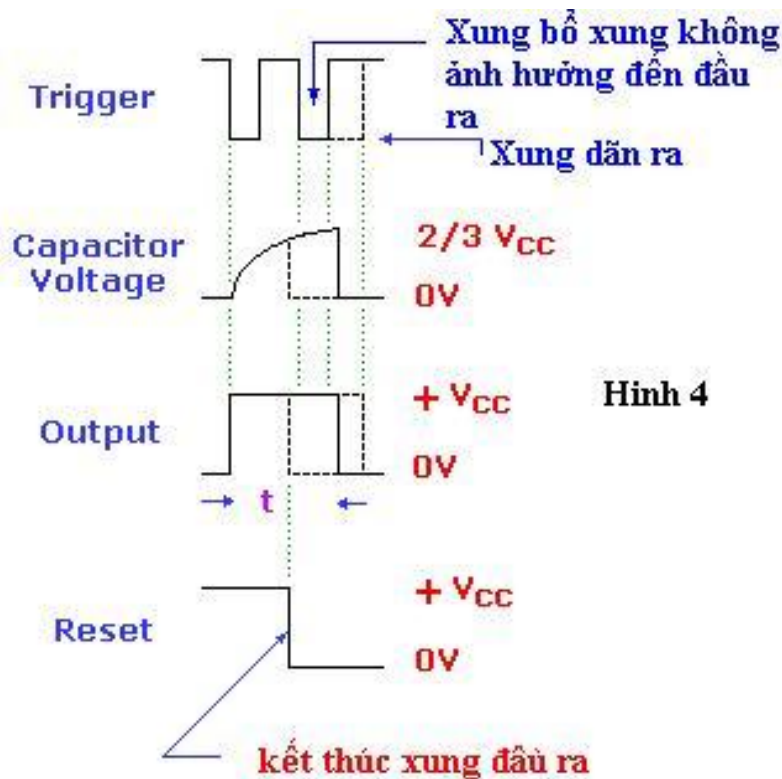 Xung bổ xung không
ảnh hưởng đến đầu
ra
Trigger
Xung dãn ra
Capacitor
Voltage
2/3 VCC
0V
Output
+ VCC
0V
Hình 4
t
Reset
+ VCC
0V
kết thúc xung đâù ra